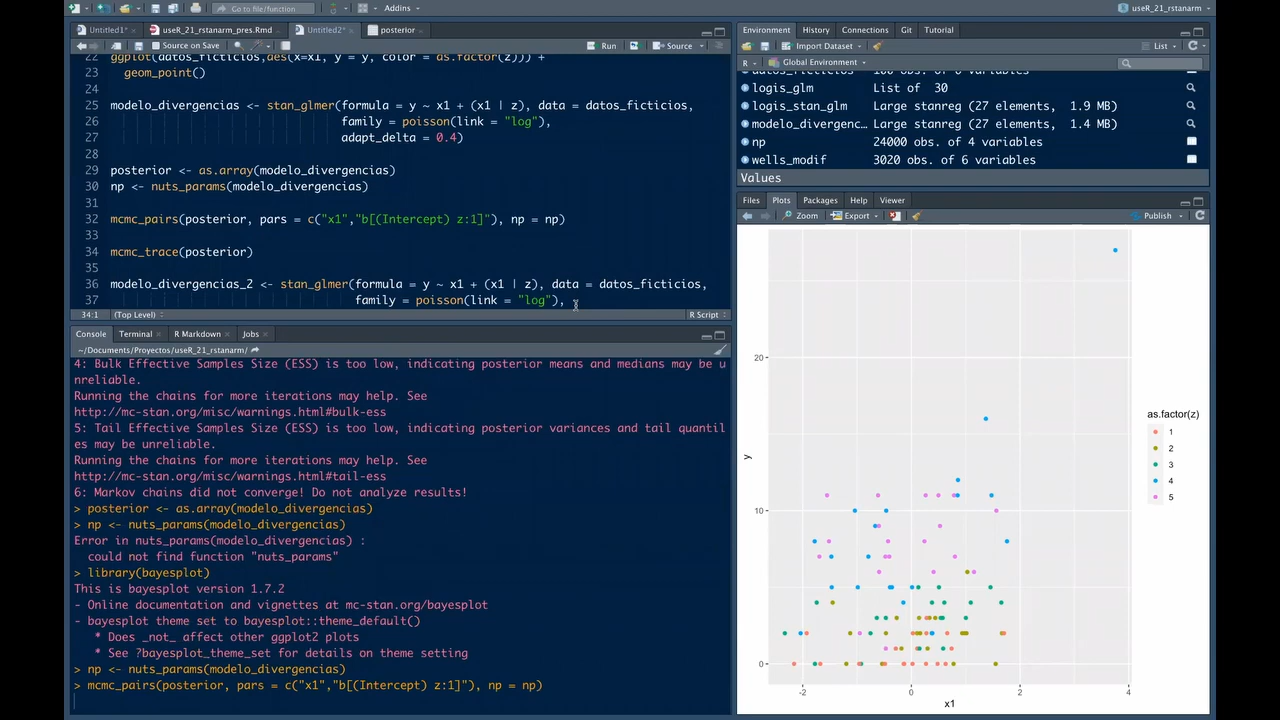 Go to file/function
Addins
useR_21_rstanarm
Untitled1*
useR_21_rstanarm_pres.Rmd
Untitled2*
posterior
Source on Save
Run
Source
22 ggplot(datos_ficticios,aes(x=x1, y = y, color = as.factor(z))) +
23 geom_point()
24
25 modelo_divergencias <- stan_glmer(formula = y ~ x1 + (x1 | z), data = datos_ficticios,
26 family = poisson(link = "log"),
27 adapt_delta = 0.4)
28
29 posterior <- as.array(modelo_divergencias)
30 np <- nuts_params(modelo_divergencias)
31
32 mcmc_pairs(posterior, pars = c("x1","b[(Intercept) z:1]"), np = np)
33
34 mcmc_trace(posterior)
35
36 modelo_divergencias_2 <- stan_glmer(formula = y ~ x1 + (x1 | z), data = datos_ficticios,
37 family = poisson(link = "log"),
34:1 (Top Level)
R Script
Console Terminal R Markdown Jobs
~/Documents/Proyectos/useR_21_rstanarm/
4: Bulk Effective Samples Size (ESS) is too low, indicating posterior means and medians may be u
nreliable.
Running the chains for more iterations may help. See
http://mc-stan.org/misc/warnings.html#bulk-ess
5: Tail Effective Samples Size (ESS) is too low, indicating posterior variances and tail quantil
es may be unreliable.
Running the chains for more iterations may help. See
http://mc-stan.org/misc/warnings.html#tail-ess
6: Markov chains did not converge! Do not analyze results!
> posterior <- as.array(modelo_divergencias)
> np <- nuts_params(modelo_divergencias)
Error in nuts_params(modelo_divergencias) :
could not find function "nuts_params"
> library(bayesplot)
This is bayesplot version 1.7.2
- Online documentation and vignettes at mc-stan.org/bayesplot
- bayesplot theme set to bayesplot::theme_default()
* Does _not_ affect other ggplot2 plots
* See ?bayesplot_theme_set for details on theme setting
> np <- nuts_params(modelo_divergencias)
> mcmc_pairs(posterior, pars = c("x1","b[(Intercept) z:1]"), np = np)
Environment History Connections Git Tutorial
Import Dataset
List
R
Global Environment
datos_ficticios 100 obs. of 3 variables
logis_glm List of 30
logis_stan_glm Large stanreg (27 elements, 1.9 MB)
modelo_divergenc… Large stanreg (27 elements, 1.4 MB)
np 24000 obs. of 4 variables
wells_modif 3020 obs. of 6 variables
Values
Files Plots Packages Help Viewer
Zoom Export Publish
20
10
0
y
-2 0 2 4
x1
as.factor(z)
1
2
3
4
5